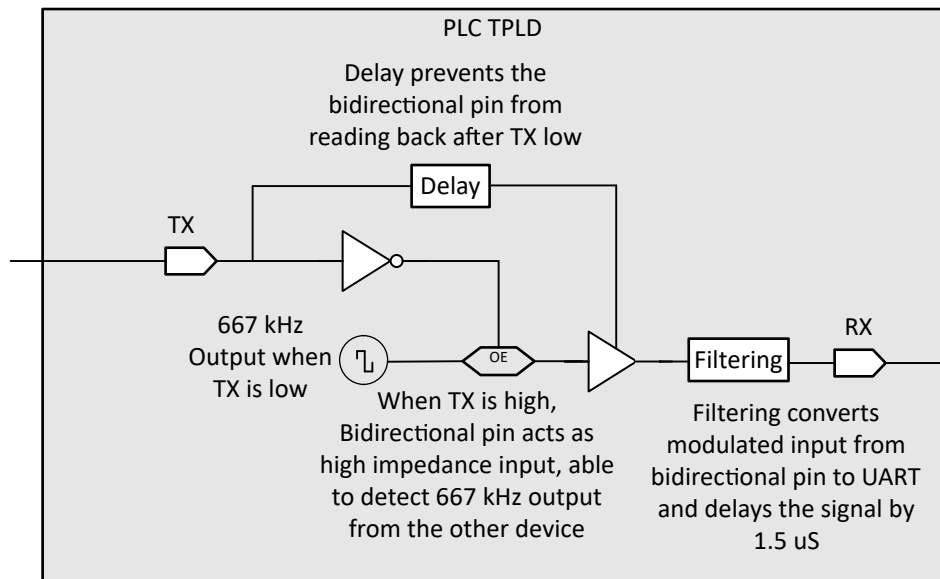 PLC TPLD
Delay prevents the
bidirectional pin from
reading back after TX low
Delay
TX
667 kHz
Output when
TX is low
OE
When TX is high,
Bidirectional pin acts as
high impedance input, able
to detect 667 kHz output
from the other device
Filtering
RX
Filtering converts
modulated input from
bidirectional pin to UART
and delays the signal by
1.5 uS